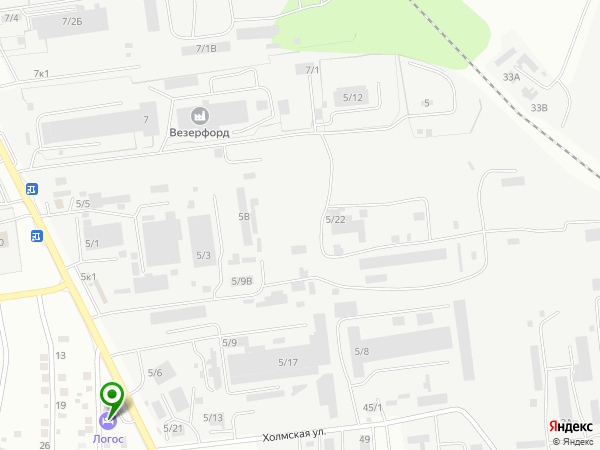 7/4
7/2Б
7/1В
7/1
7к1
33А
33В
5/12
5
7
Везерфорд
5/5
5В
5/22
5/1
5/3
5к1
5/9В
5/9
13
5/17
5/8
5/6
19
45/1
5/13
5/21
Логос
Холмская ул.
49
26
Яндекс
© Яндекс